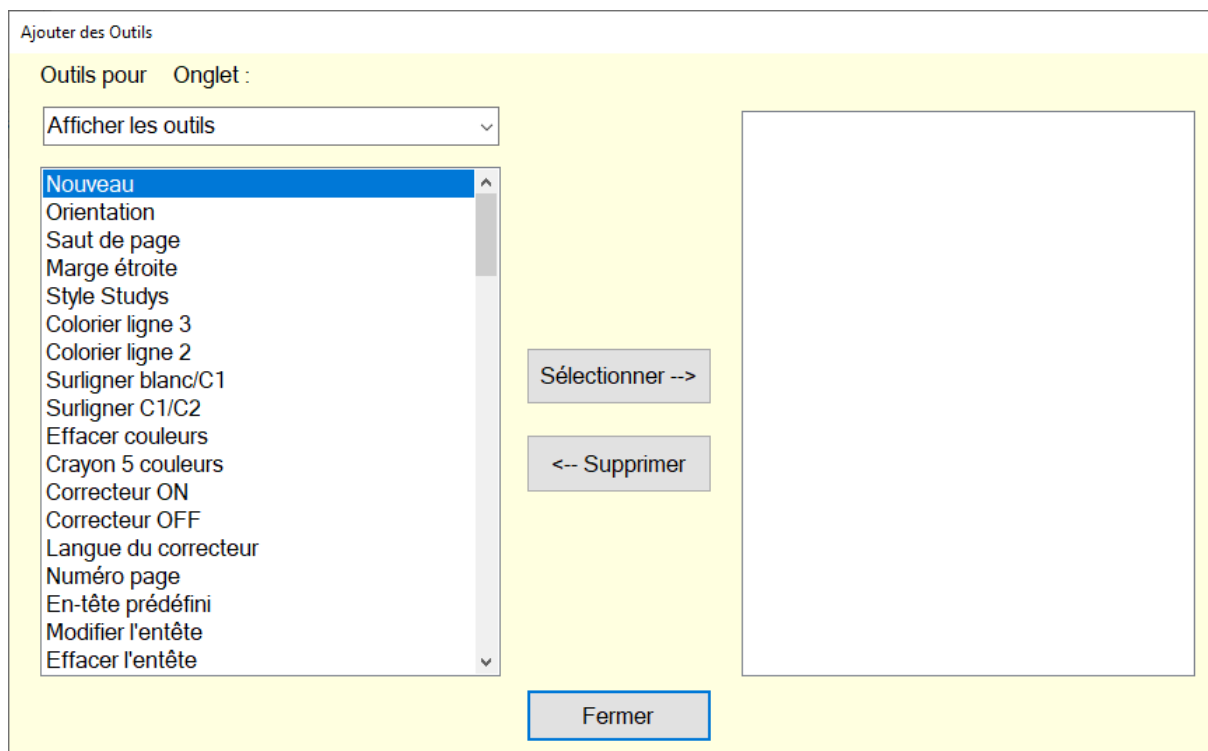 Ajouter des Outils
Outils pour Onglet :
Afficher les outils
Nouveau
Orientation
Saut de page
Marge étroite
Style Studys
Colorier ligne 3
Colorier ligne 2
Surligner blanc/C1
Surligner C1/C2
Effacer couleurs
Crayon 5 couleurs
Correcteur ON
Correcteur OFF
Langue du correcteur
Numéro page
En-tête prédéfini
Modifier l'entête
Effacer l'entête
Sélectionner -->
<-- Supprimer
Fermer